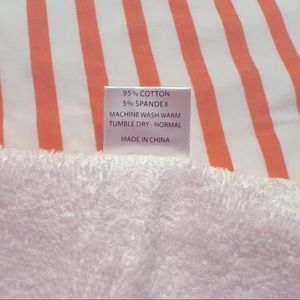 95% COTTON
5% SPANDEX
MACHINE WASH WARM
TUMBLE DRY - NORMAL
MADE IN CHINA